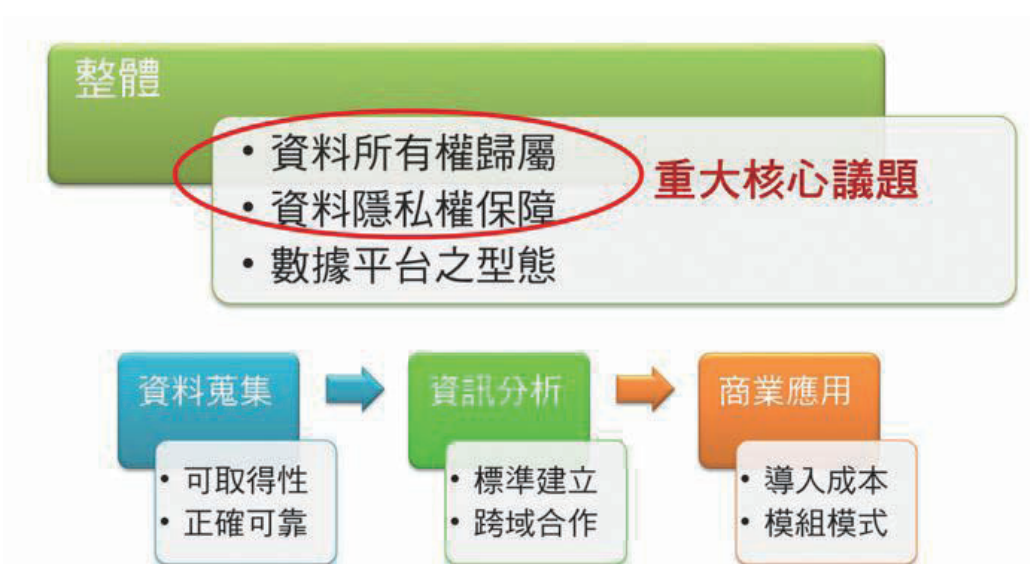 整體
• 資料所有權歸屬
• 資料隱私權保障
• 數據平台之型態
重大核心議題
資料蒐集
• 可取得性
• 正確可靠
資訊分析
• 標準建立
• 跨域合作
商業應用
• 導入成本
• 模組模式